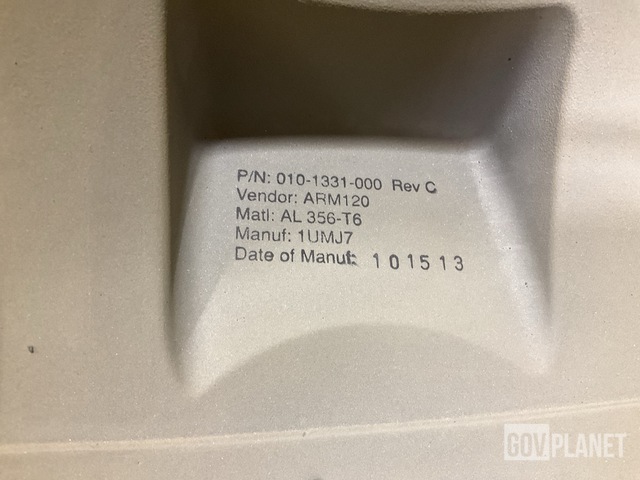 P/N: 010-1331-000 Rev C
Vendor: ARM120
Matl: AL 356-T6
Manuf: 1UMJ7
Date of Manuf: 101513
GOVPLANET